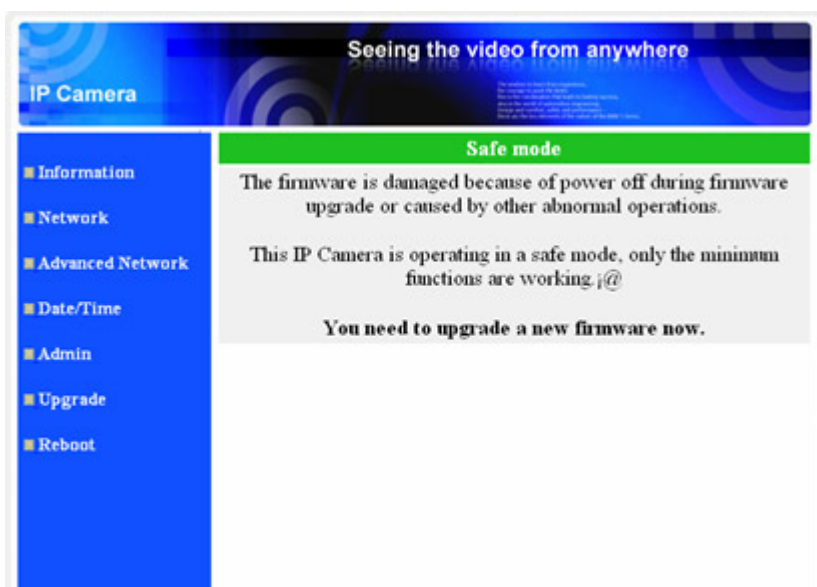 Seeing the video from anywhere
IP Camera
Information
Network
Advanced Network
Date/Time
Admin
Upgrade
Reboot
Safe mode
The firmware is damaged because of power off during firmware
upgrade or caused by other abnormal operations.
This IP Camera is operating in a safe mode, only the minimum
functions are working.¡@
You need to upgrade a new firmware now.